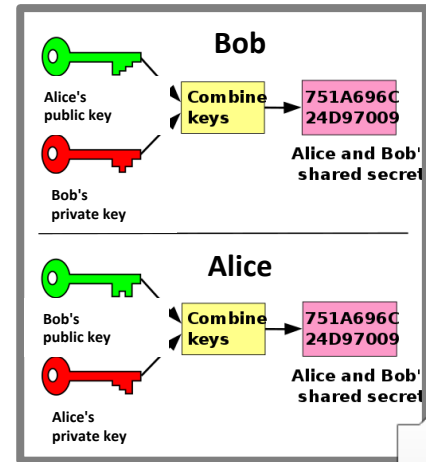 Bob
Alice's
public key
Combine
keys
751A696C
24D97009
Alice and Bob'
shared secret
Bob's
private key
Alice
Bob's
public key
Combine
keys
751A696C
24D97009
Alice and Bob'
shared secret
Alice's
private key